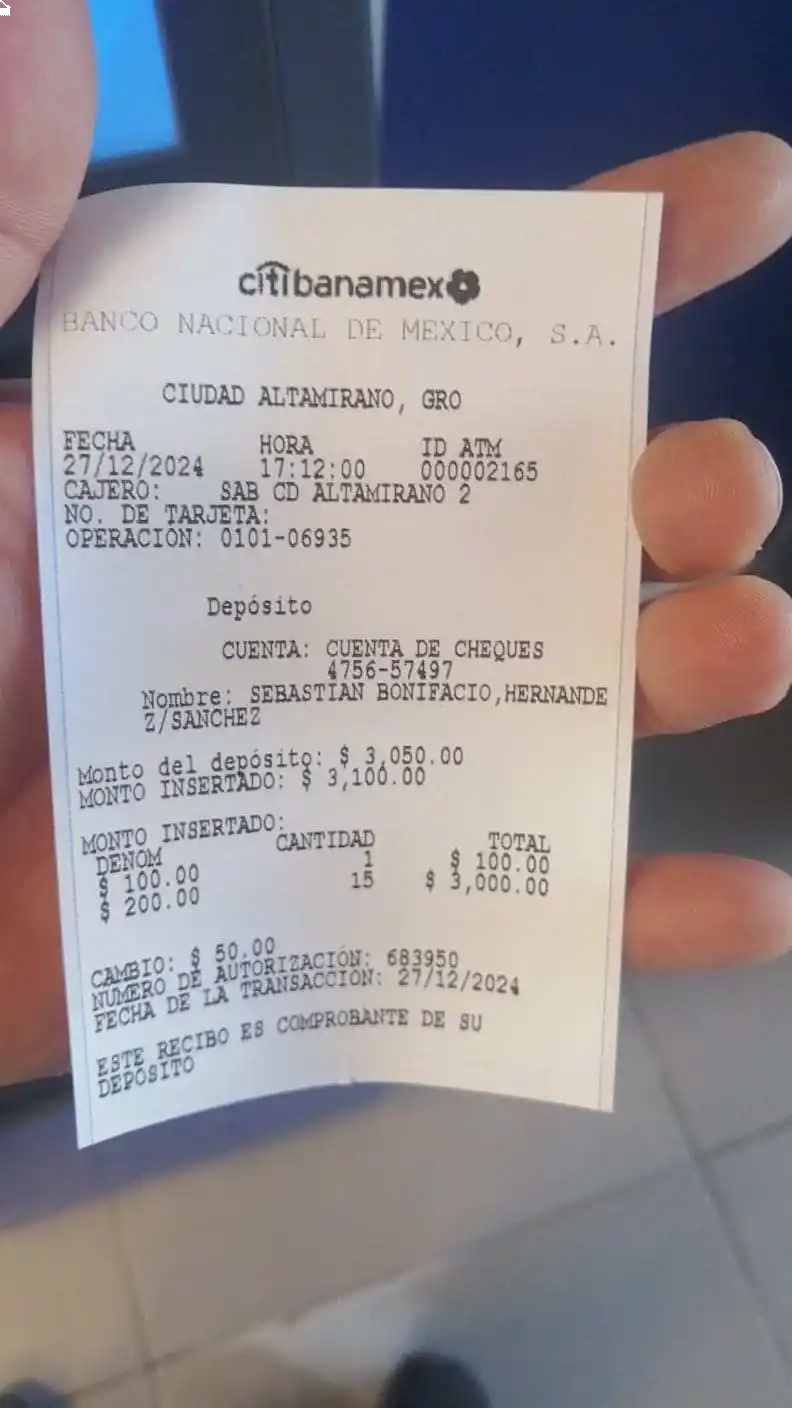 citibanamex
BANCO NACIONAL DE MEXICO, S.A.
CIUDAD ALTAMIRANO, GRO
FECHA HORA ID ATM
27/12/2024 17:12:00 000002165
CAJERO: SAB CD ALTAMIRANO 2
NO. DE TARJETA:
OPERACION: 0101-06935
Depósito
CUENTA: CUENTA DE CHEQUES
4756-57497
Nombre: SEBASTIAN BONIFACIO,HERNANDE
Z/SANCHEZ
Monto del depósito: $ 3,050.00
MONTO INSERTADO: $ 3,100.00
MONTO INSERTADO:
DENOM CANTIDAD TOTAL
$ 100.00 1 $ 100.00
$ 200.00 15 $ 3,000.00
CAMBIO: $ 50.00
NUMERO DE AUTORIZACIÓN: 683950
FECHA DE LA TRANSACCIÓN: 27/12/2024
ESTE RECIBO ES COMPROBANTE DE SU
DEPÓSITO